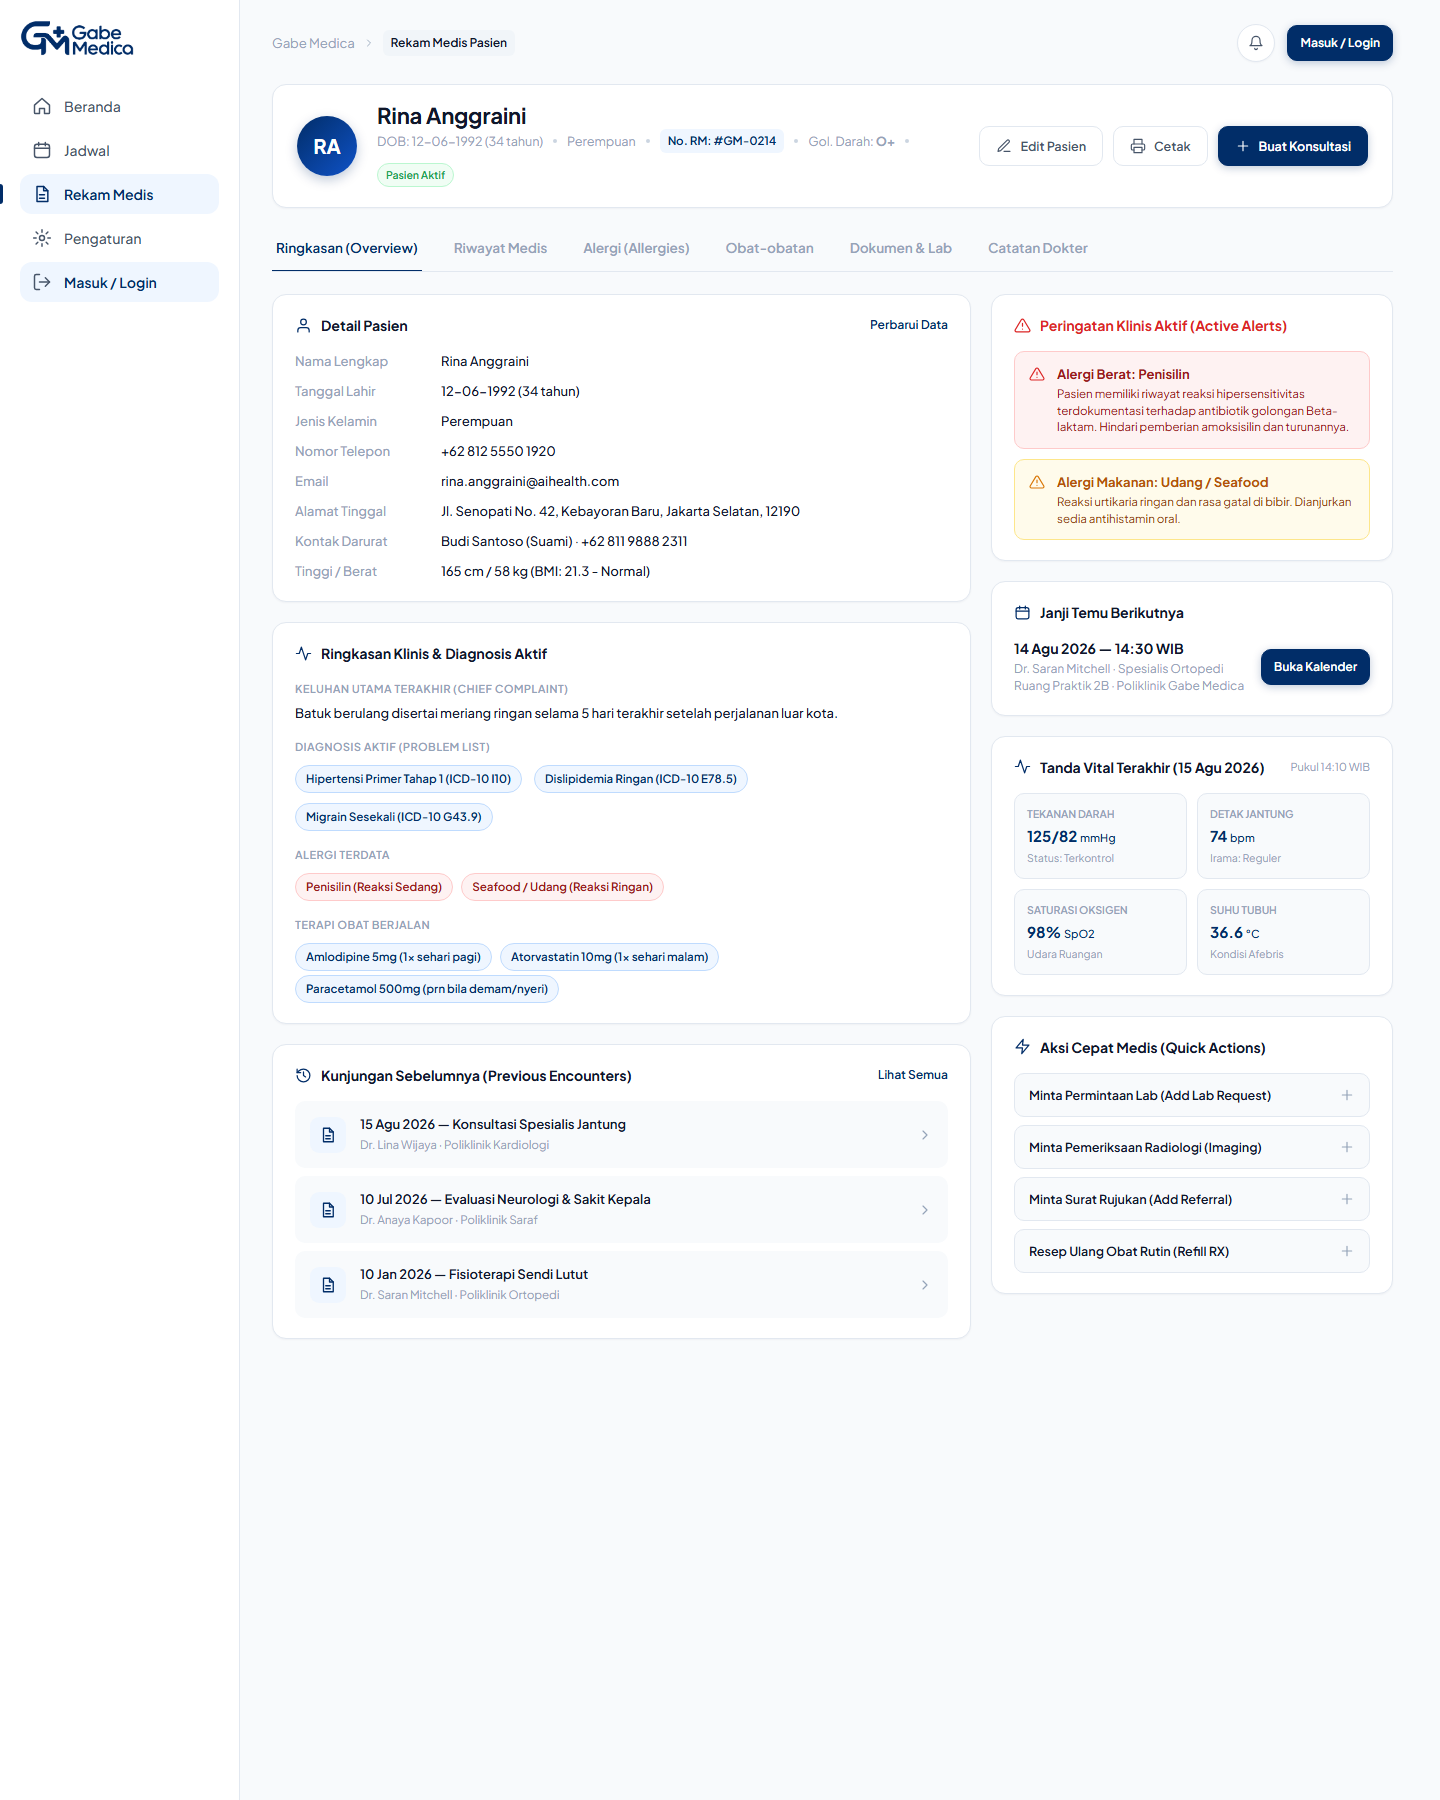 Gabe
Medica
Beranda
Jadwal
Rekam Medis
Pengaturan
Masuk / Login
Gabe Medica
Rekam Medis Pasien
Masuk / Login
RA
Rina Anggraini
DOB: 12-06-1992 (34 tahun) • Perempuan • No. RM: #GM-0214 • Gol. Darah: O+ •
Pasien Aktif
Edit Pasien
Cetak
Buat Konsultasi
Ringkasan (Overview)
Riwayat Medis
Alergi (Allergies)
Obat-obatan
Dokumen & Lab
Catatan Dokter
Detail Pasien
Perbarui Data
Nama Lengkap Rina Anggraini
Tanggal Lahir 12-06-1992 (34 tahun)
Jenis Kelamin Perempuan
Nomor Telepon +62 812 5550 1920
Email rina.anggraini@aihealth.com
Alamat Tinggal Jl. Senopati No. 42, Kebayoran Baru, Jakarta Selatan, 12190
Kontak Darurat Budi Santoso (Suami) · +62 811 9888 2311
Tinggi / Berat 165 cm / 58 kg (BMI: 21.3 - Normal)
Ringkasan Klinis & Diagnosis Aktif
KELUHAN UTAMA TERAKHIR (CHIEF COMPLAINT)
Batuk berulang disertai meriang ringan selama 5 hari terakhir setelah perjalanan luar kota.
DIAGNOSIS AKTIF (PROBLEM LIST)
Hipertensi Primer Tahap 1 (ICD-10 I10)
Dislipidemia Ringan (ICD-10 E78.5)
Migrain Sesekali (ICD-10 G43.9)
ALERGI TERDATA
Penisilin (Reaksi Sedang)
Seafood / Udang (Reaksi Ringan)
TERAPI OBAT BERJALAN
Amlodipine 5mg (1x sehari pagi)
Atorvastatin 10mg (1x sehari malam)
Paracetamol 500mg (prn bila demam/nyeri)
Kunjungan Sebelumnya (Previous Encounters)
Lihat Semua
15 Agu 2026 — Konsultasi Spesialis Jantung
Dr. Lina Wijaya · Poliklinik Kardiologi
10 Jul 2026 — Evaluasi Neurologi & Sakit Kepala
Dr. Anaya Kapoor · Poliklinik Saraf
10 Jan 2026 — Fisioterapi Sendi Lutut
Dr. Saran Mitchell · Poliklinik Ortopedi
Peringatan Klinis Aktif (Active Alerts)
Alergi Berat: Penisilin
Pasien memiliki riwayat reaksi hipersensitivitas
terdokumentasi terhadap antibiotik golongan Beta-
laktam. Hindari pemberian amoksisilin dan turunannya.
Alergi Makanan: Udang / Seafood
Reaksi urtikaria ringan dan rasa gatal di bibir. Dianjurkan
sedia antihistamin oral.
Janji Temu Berikutnya
14 Agu 2026 — 14:30 WIB
Dr. Saran Mitchell · Spesialis Ortopedi
Ruang Praktik 2B · Poliklinik Gabe Medica
Buka Kalender
Tanda Vital Terakhir (15 Agu 2026)
Pukul 14:10 WIB
TEKANAN DARAH
125/82 mmHg
Status: Terkontrol
DETAK JANTUNG
74 bpm
Irama: Reguler
SATURASI OKSIGEN
98% SpO2
Udara Ruangan
SUHU TUBUH
36.6 °C
Kondisi Afebris
Aksi Cepat Medis (Quick Actions)
Minta Permintaan Lab (Add Lab Request)
Minta Pemeriksaan Radiologi (Imaging)
Minta Surat Rujukan (Add Referral)
Resep Ulang Obat Rutin (Refill RX)